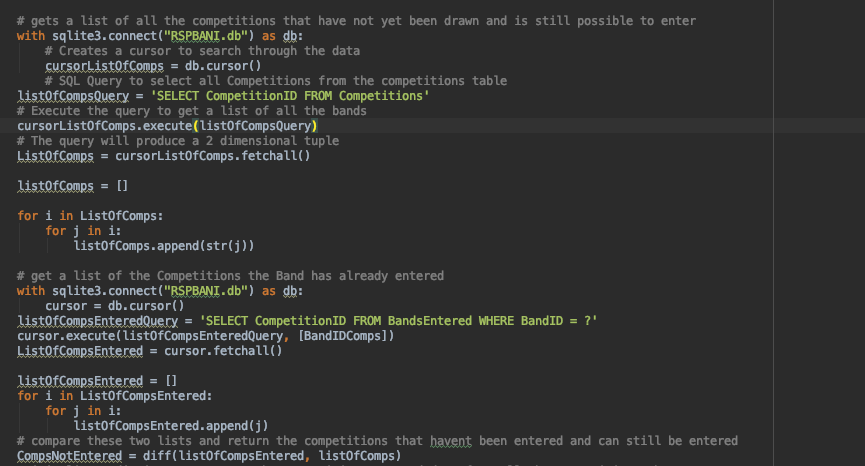 # gets a list of all the competitions that have not yet been drawn and is still possible to enter
with sqlite3.connect("RSPBANI.db") as db:
    # Creates a cursor to search through the data
    cursorListOfComps = db.cursor()
    # SQL Query to select all Competitions from the competitions table
listOfCompsQuery = 'SELECT CompetitionID FROM Competitions'
# Execute the query to get a list of all the bands
cursorListOfComps.execute(listOfCompsQuery)
# The query will produce a 2 dimensional tuple
ListOfComps = cursorListOfComps.fetchall()

listOfComps = []

for i in ListOfComps:
    for j in i:
        listOfComps.append(str(j))

# get a list of the Competitions the Band has already entered
with sqlite3.connect("RSPBANI.db") as db:
    cursor = db.cursor()
listOfCompsEnteredQuery = 'SELECT CompetitionID FROM BandsEntered WHERE BandID = ?'
cursor.execute(listOfCompsEnteredQuery, [BandIDComps])
ListOfCompsEntered = cursor.fetchall()

listOfCompsEntered = []
for i in ListOfCompsEntered:
    for j in i:
        listOfCompsEntered.append(j)
# compare these two lists and return the competitions that havent been entered and can still be entered
CompsNotEntered = diff(listOfCompsEntered, listOfComps)